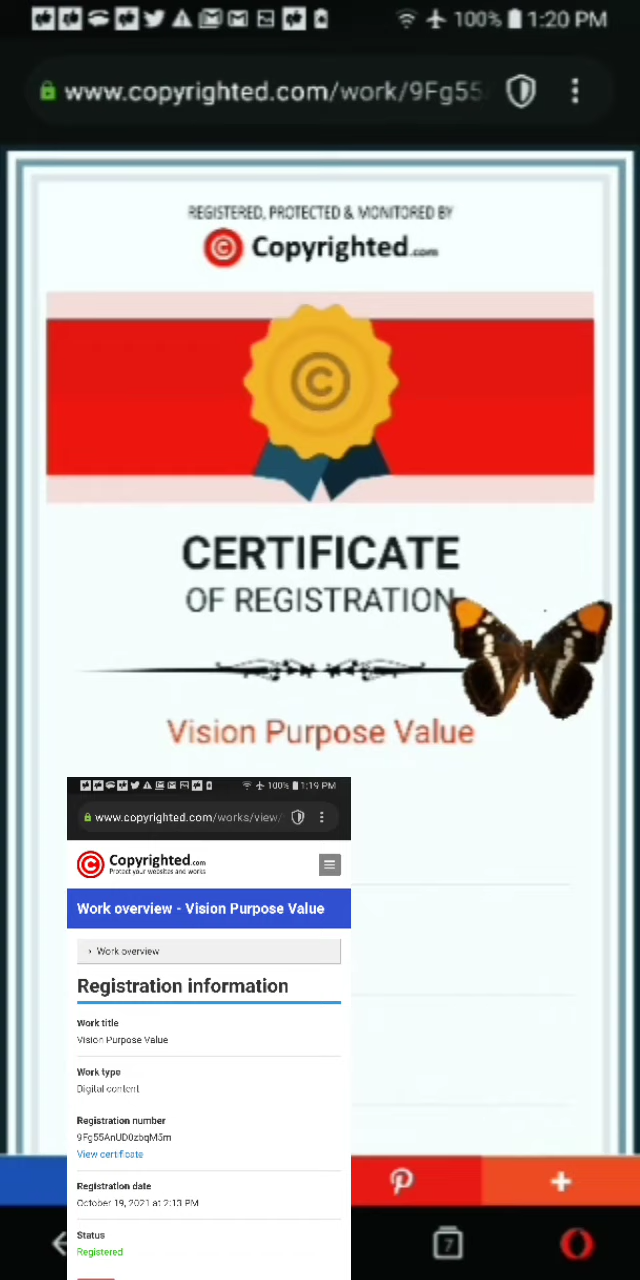 100% 1:20 PM
www.copyrighted.com/work/9Fg55
REGISTERED, PROTECTED & MONITORED BY
© Copyrighted.com
©
CERTIFICATE
OF REGISTRATION
Vision Purpose Value
100% 1:19 PM
www.copyrighted.com/works/view/
© Copyrighted.com
Protect your websites and works
Work overview - Vision Purpose Value
› Work overview
Registration information
Work title
Vision Purpose Value
Work type
Digital content
Registration number
9Fg55AnUD0zbqM5m
View certificate
Registration date
October 19, 2021 at 2:13 PM
Status
Registered
7